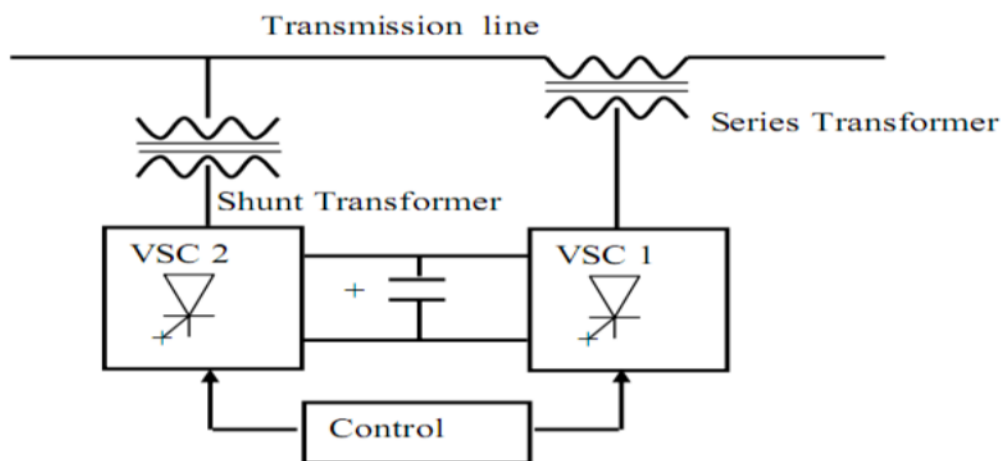 Transmission line
Series Transformer
Shunt Transformer
VSC 2
VSC 1
+
Control